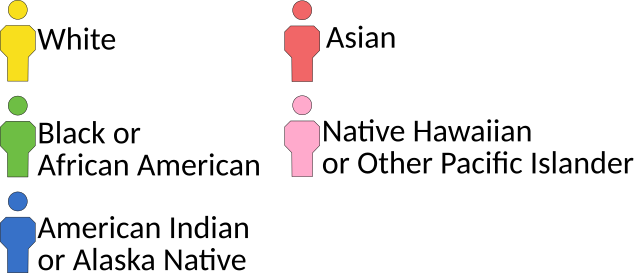 White
Black or
African American
American Indian
or Alaska Native
Asian
Native Hawaiian
or Other Pacific Islander